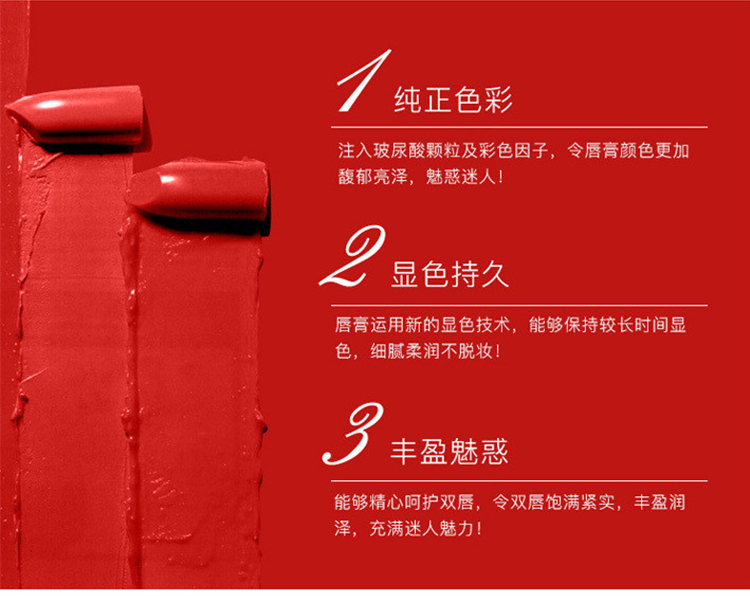 1 纯正色彩
注入玻尿酸颗粒及彩色因子，令唇膏颜色更加
馥郁亮泽，魅惑迷人！
2 显色持久
唇膏运用新的显色技术，能够保持较长时间显
色，细腻柔润不脱妆！
3 丰盈魅惑
能够精心呵护双唇，令双唇饱满紧实，丰盈润
泽，充满迷人魅力！